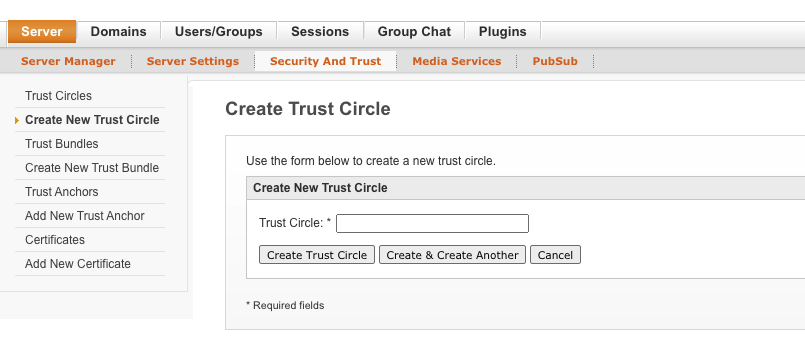 Server Domains Users/Groups Sessions Group Chat Plugins
Server Manager Server Settings Security And Trust Media Services PubSub
Trust Circles
Create New Trust Circle
Trust Bundles
Create New Trust Bundle
Trust Anchors
Add New Trust Anchor
Certificates
Add New Certificate
Create Trust Circle
Use the form below to create a new trust circle.
Create New Trust Circle
Trust Circle: *
Create Trust Circle Create & Create Another Cancel
* Required fields